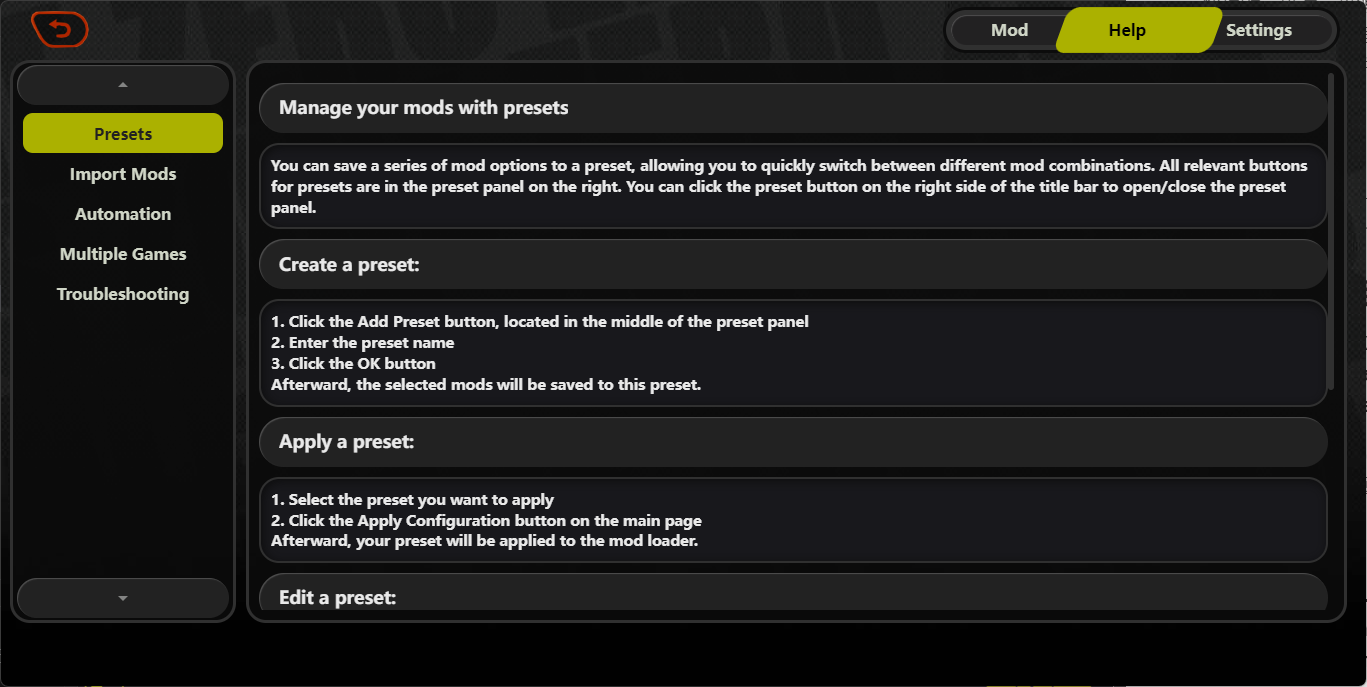 Mod
Help
Settings
Presets
Import Mods
Automation
Multiple Games
Troubleshooting
Manage your mods with presets
You can save a series of mod options to a preset, allowing you to quickly switch between different mod combinations. All relevant buttons
for presets are in the preset panel on the right. You can click the preset button on the right side of the title bar to open/close the preset
panel.
Create a preset:
1. Click the Add Preset button, located in the middle of the preset panel
2. Enter the preset name
3. Click the OK button
Afterward, the selected mods will be saved to this preset.
Apply a preset:
1. Select the preset you want to apply
2. Click the Apply Configuration button on the main page
Afterward, your preset will be applied to the mod loader.
Edit a preset: